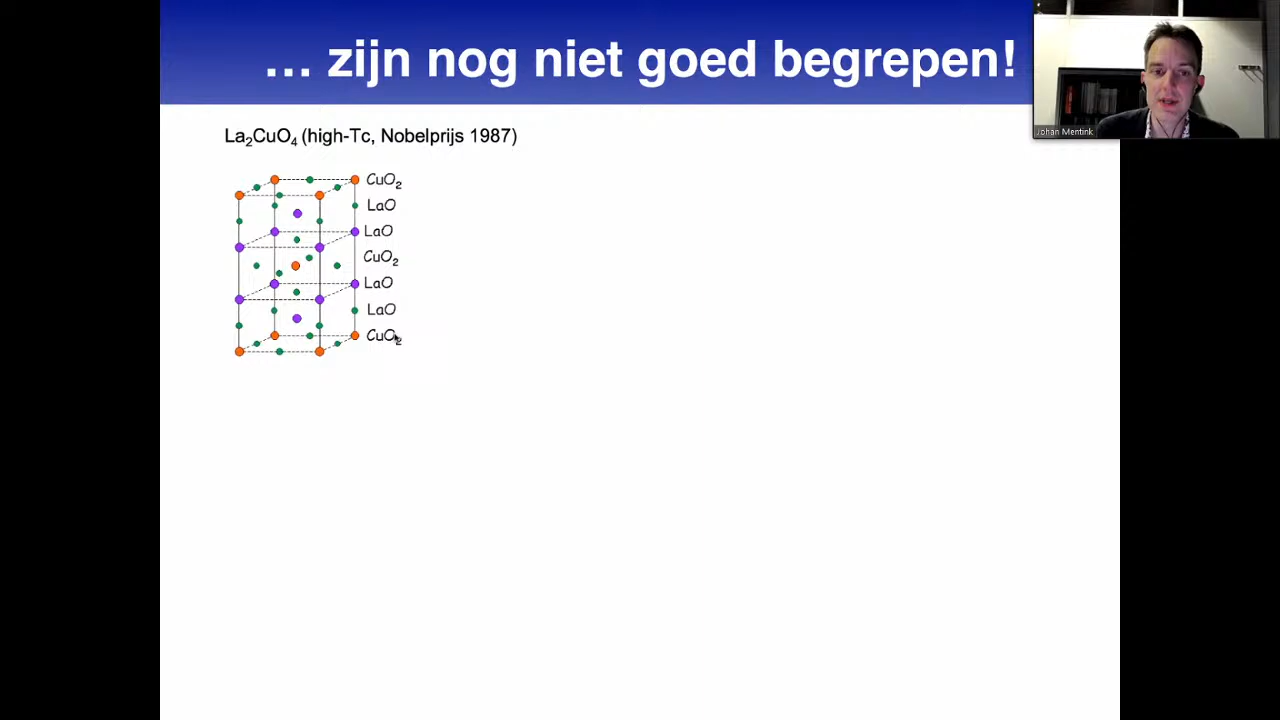 … zijn nog niet goed begrepen!
Johan Mentink
La₂CuO₄ (high-Tc, Nobelprijs 1987)
CuO₂
LaO
LaO
CuO₂
LaO
LaO
CuO₂